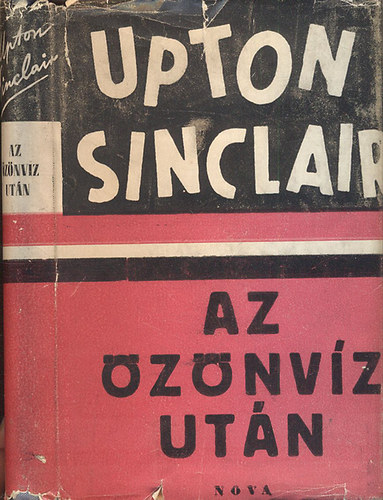 Upton
Sinclair
AZ
ÖZÖNVÍZ
UTÁN
UPTON
SINCLAIR
AZ
ÖZÖNVÍZ
UTÁN
NOVA